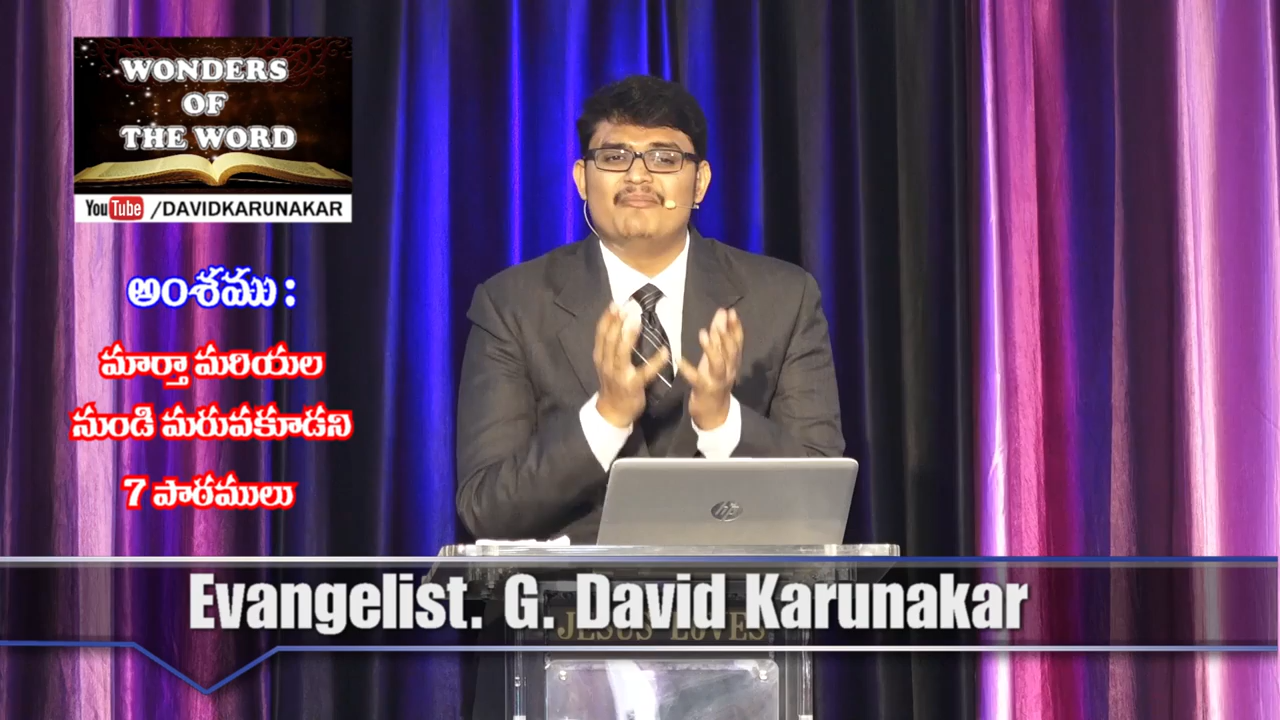 WONDERS
OF
THE WORD
YouTube /DAVIDKARUNAKAR
అంశము :
మార్తా మరియల
నుండి మరువకూడని
7 పాఠములు
hp
Evangelist. G. David Karunakar
JESUS LOVES